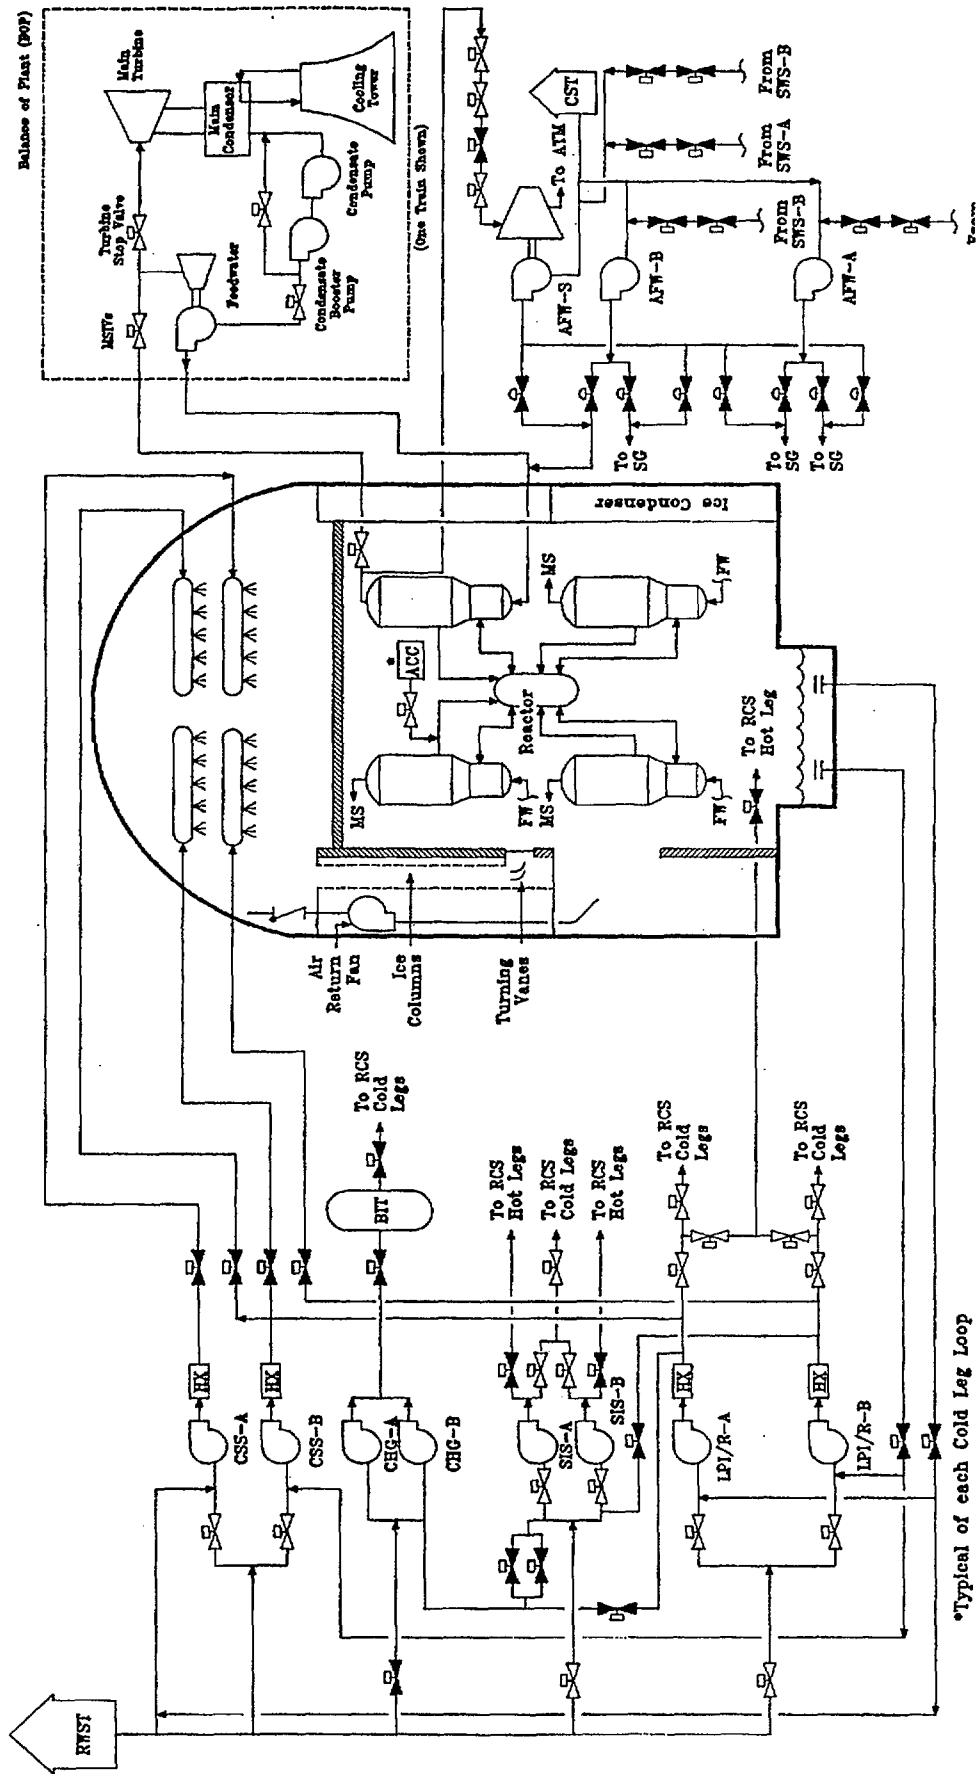 Balance of Plant (BOP)
Main
Turbine
Turbine
Stop Valve
MSIVs
Main
Condensor
Cooling
Tower
Feedwater
Condensate
Pump
Condensate
Booster
Pump
(One Train Shown)
CST
To ATM
From
SWS-B
From
SWS-A
From
SWS-B
From
AFW-S
AFW-B
AFW-A
To
SG
To
SG
To
SG
Ice Condenser
MS
FW
ACC
*
Reactor
MS
FW
MS
FW
To RCS
Hot Leg
Air
Return
Fan
Ice
Columns
Turning
Vanes
To RCS
Cold
Legs
BIT
To RCS
Hot Legs
To RCS
Cold Legs
To RCS
Hot Legs
To RCS
Cold
Legs
To RCS
Cold
Legs
HX
CSS-A
HX
CSS-B
CHG-A
CHG-B
SIS-A
SIS-B
HX
LPI/R-A
HX
LPI/R-B
RWST
*Typical of each Cold Leg Loop